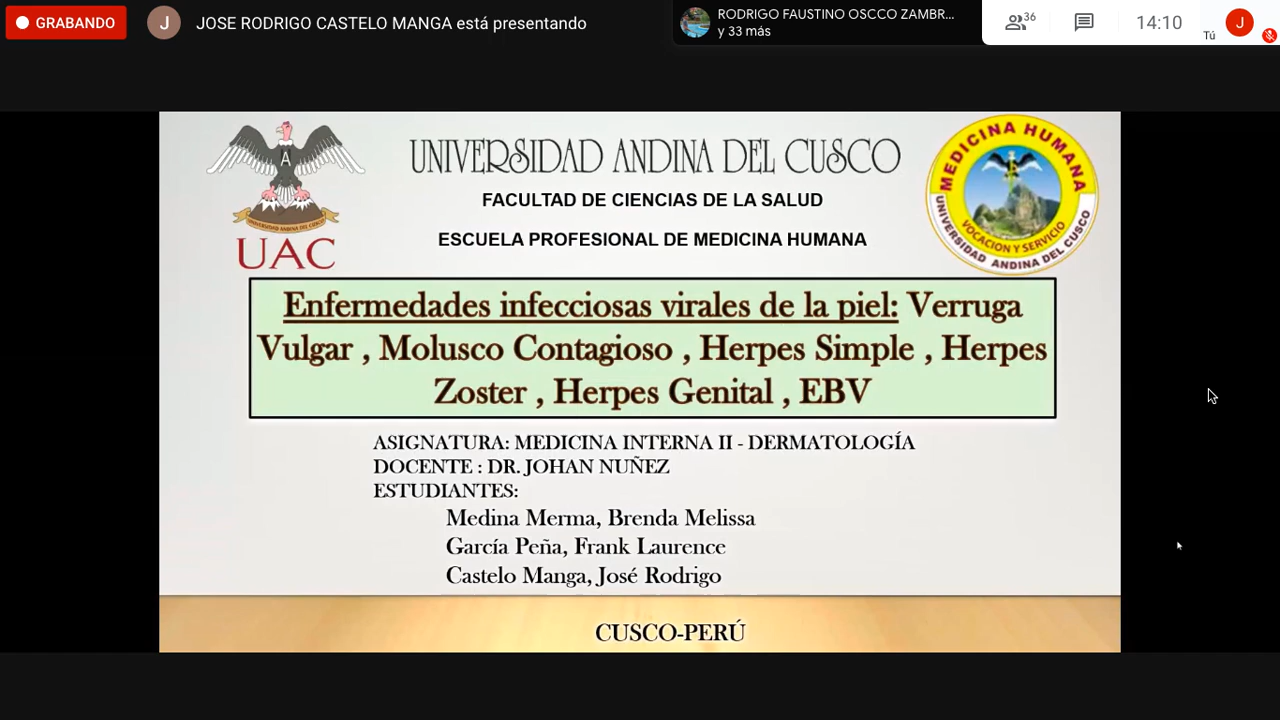 GRABANDO
J
JOSE RODRIGO CASTELO MANGA está presentando
RODRIGO FAUSTINO OSCCO ZAMBR...
y 33 más
36
14:10
Tú
J
A
UNIVERSIDAD ANDINA DEL CUSCO
UAC
UNIVERSIDAD ANDINA DEL CUSCO
FACULTAD DE CIENCIAS DE LA SALUD
ESCUELA PROFESIONAL DE MEDICINA HUMANA
MEDICINA HUMANA
VOCACION Y SERVICIO
UNIVERSIDAD ANDINA DEL CUSCO
Enfermedades infecciosas virales de la piel: Verruga
Vulgar , Molusco Contagioso , Herpes Simple , Herpes
Zoster , Herpes Genital , EBV
ASIGNATURA: MEDICINA INTERNA II - DERMATOLOGÍA
DOCENTE : DR. JOHAN NUÑEZ
ESTUDIANTES:
Medina Merma, Brenda Melissa
García Peña, Frank Laurence
Castelo Manga, José Rodrigo
CUSCO-PERÚ